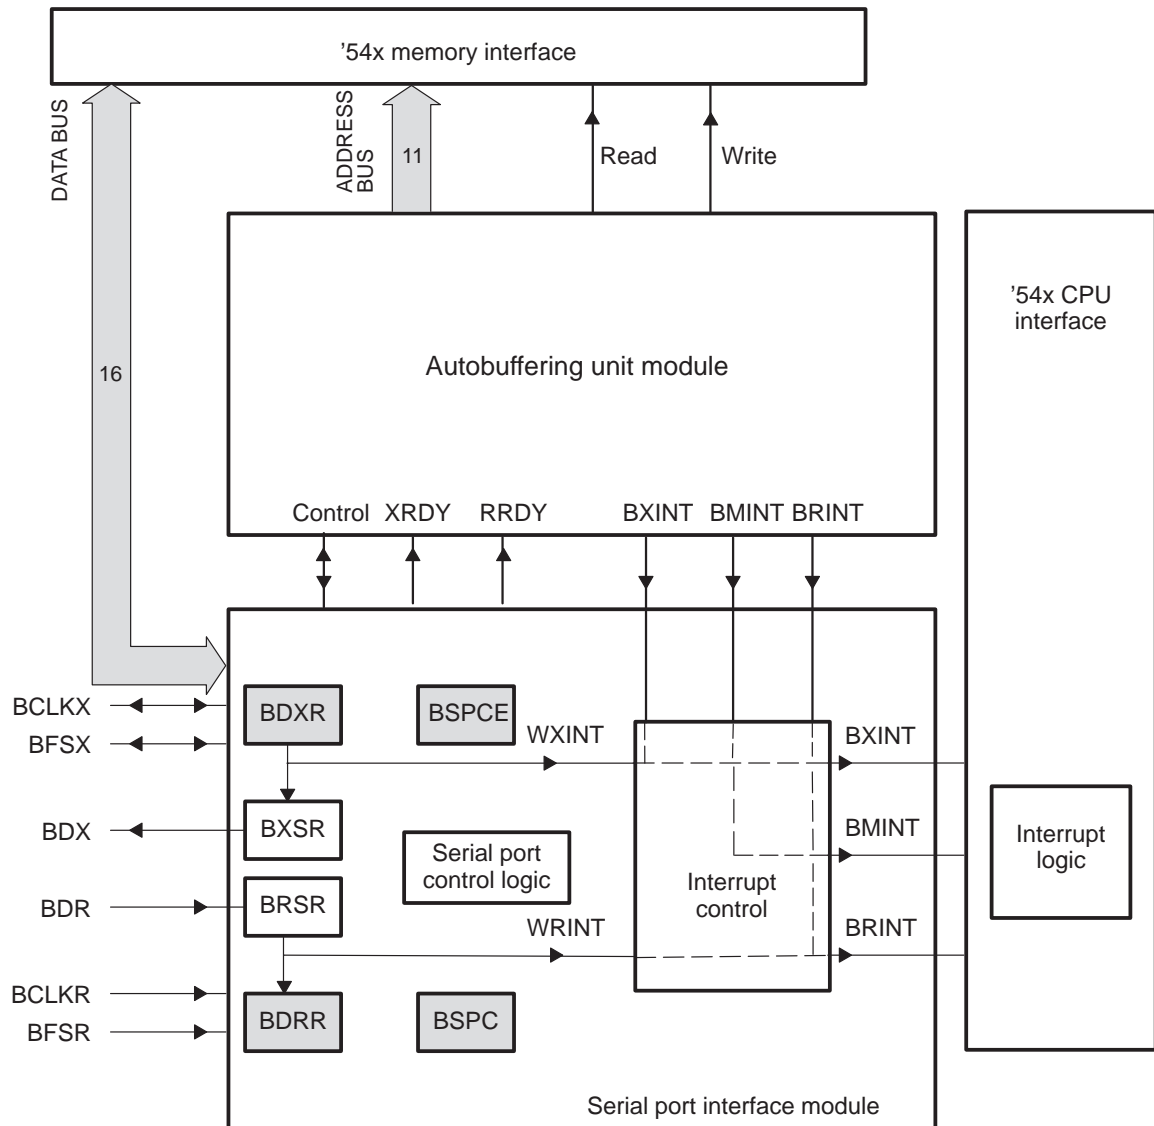 ’54x memory interface
DATA BUS
ADDRESS
BUS
11
Read
Write
’54x CPU
interface
16
Autobuffering unit module
Control
XRDY
RRDY
BXINT
BMINT
BRINT
BCLKX
BFSX
BDX
BDR
BCLKR
BFSR
BDXR
BSPCE
WXINT
BXINT
BXSR
Serial port
control logic
BMINT
Interrupt
logic
BRSR
Interrupt
control
WRINT
BRINT
BDRR
BSPC
Serial port interface module